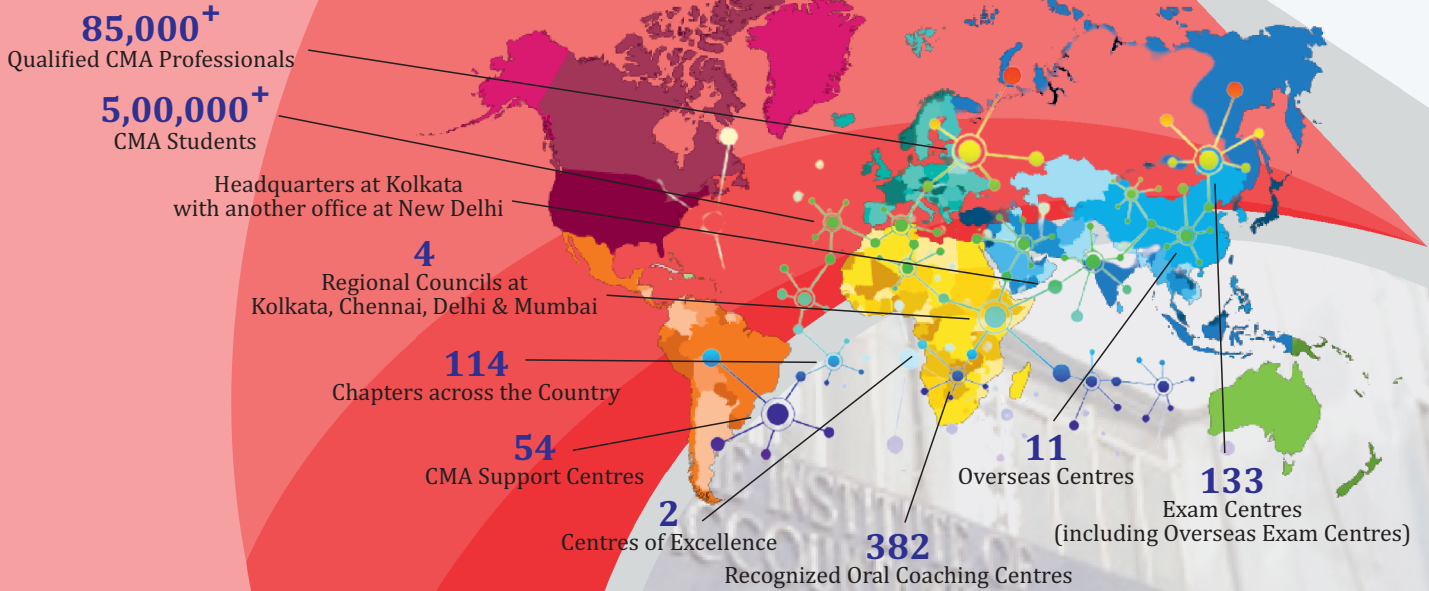 85,000+
Qualified CMA Professionals
5,00,000+
CMA Students
Headquarters at Kolkata
with another office at New Delhi
4
Regional Councils at
Kolkata, Chennai, Delhi & Mumbai
114
Chapters across the Country
54
CMA Support Centres
2
Centres of Excellence
382
Recognized Oral Coaching Centres
11
Overseas Centres
133
Exam Centres
(including Overseas Exam Centres)
INSTITUTE